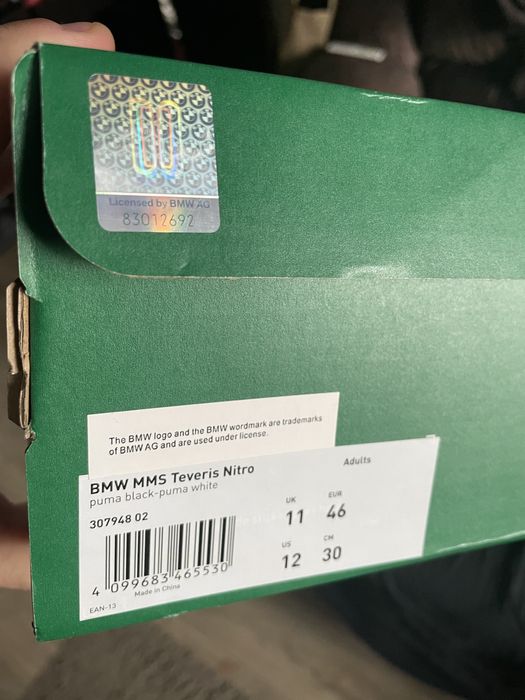 Licensed by BMW AG
83012692
The BMW logo and the BMW wordmark are trademarks
of BMW AG and are used under license.
BMW MMS Teveris Nitro
puma black-puma white
307948 02
Adults
UK
11
EUR
46
US
12
CM
30
4 099683 465530
Made in China
EAN-13